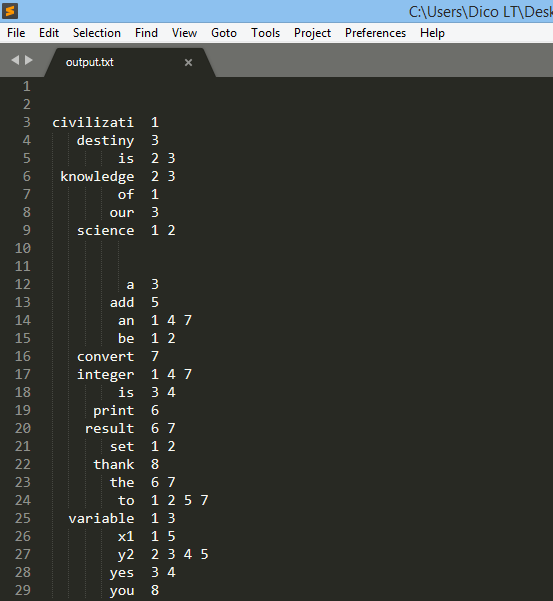 C:\Users\Dico LT\Desk
File Edit Selection Find View Goto Tools Project Preferences Help
output.txt ×
1
2
3 civilizati 1
4 destiny 3
5 is 2 3
6 knowledge 2 3
7 of 1
8 our 3
9 science 1 2
10
11
12 a 3
13 add 5
14 an 1 4 7
15 be 1 2
16 convert 7
17 integer 1 4 7
18 is 3 4
19 print 6
20 result 6 7
21 set 1 2
22 thank 8
23 the 6 7
24 to 1 2 5 7
25 variable 1 3
26 x1 1 5
27 y2 2 3 4 5
28 yes 3 4
29 you 8